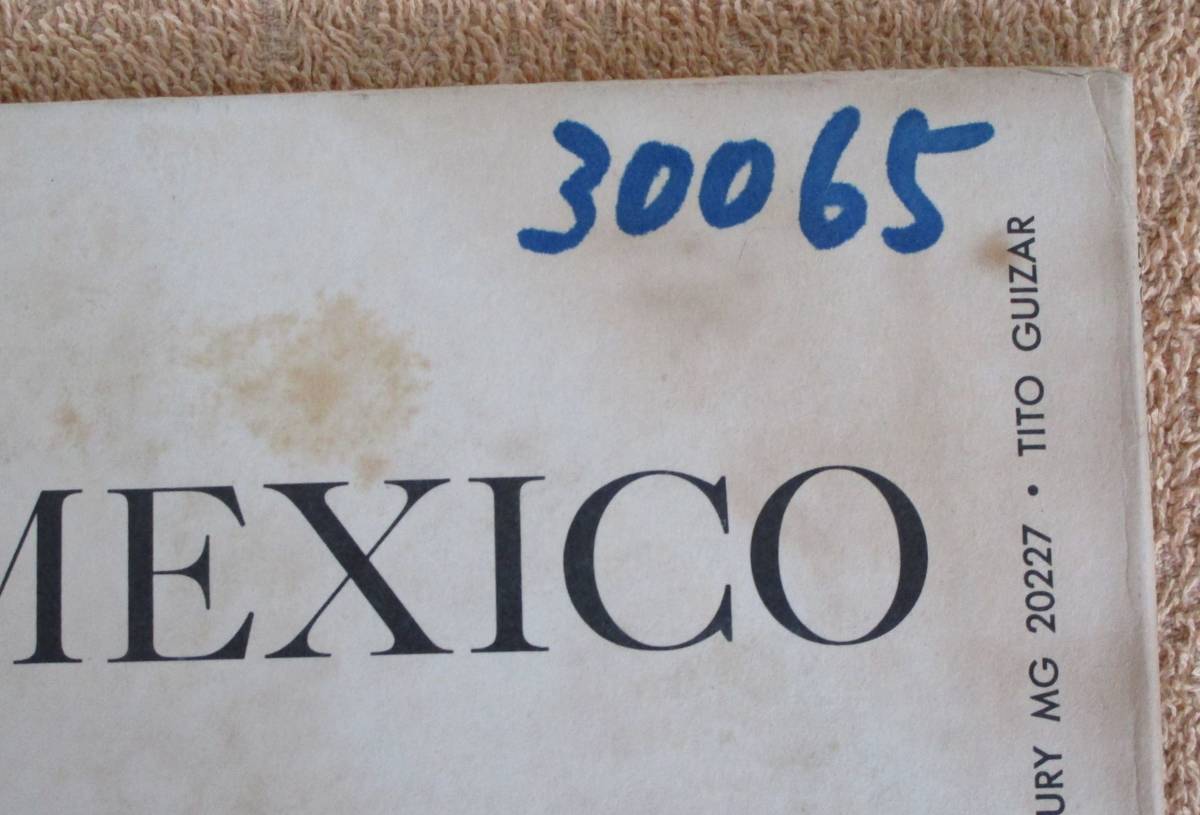 30065
MEXICO
URY MG 20227 • TITO GUIZAR